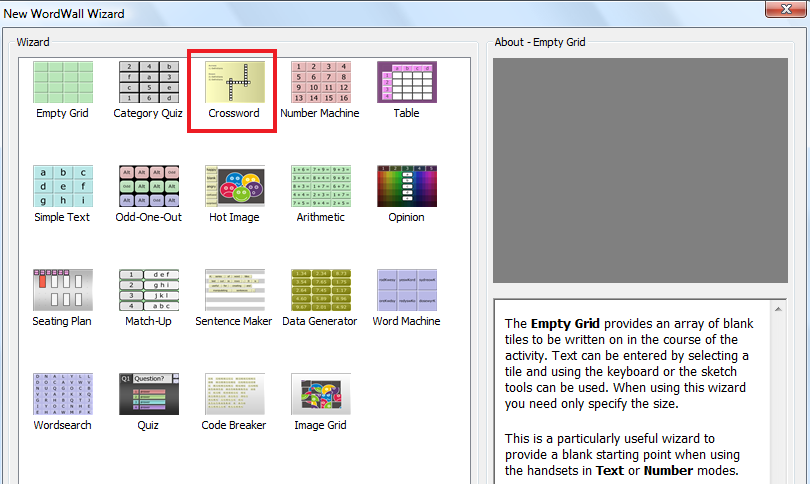 New WordWall Wizard
Wizard
Empty Grid
Category Quiz
Crossword
Number Machine
Table
Simple Text
Odd-One-Out
Hot Image
Arithmetic
Opinion
Seating Plan
Match-Up
Sentence Maker
Data Generator
Word Machine
Wordsearch
Quiz
Code Breaker
Image Grid
About - Empty Grid
The Empty Grid provides an array of blank
tiles to be written on in the course of the
activity. Text can be entered by selecting a
tile and using the keyboard or the sketch
tools can be used. When using this wizard
you need only specify the size.
This is a particularly useful wizard to
provide a blank starting point when using
the handsets in Text or Number modes.